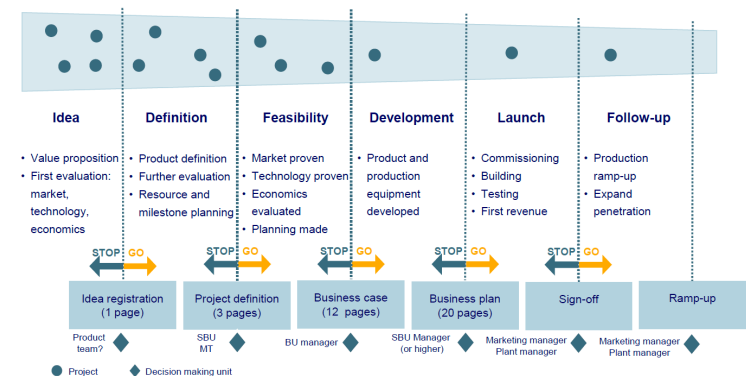 Idea
Definition
Feasibility
Development
Launch
Follow-up
• Value proposition
• First evaluation:
market,
technology,
economics
• Product definition
• Further evaluation
• Resource and
milestone planning
• Market proven
• Technology proven
• Economics
evaluated
• Planning made
• Product and
production
equipment
developed
• Commissioning
• Building
• Testing
• First revenue
• Production
ramp-up
• Expand
penetration
STOP GO
STOP GO
STOP GO
STOP GO
STOP GO
Idea registration
(1 page)
Project definition
(3 pages)
Business case
(12 pages)
Business plan
(20 pages)
Sign-off
Ramp-up
Product
team?
SBU
MT
BU manager
SBU Manager
(or higher)
Marketing manager
Plant manager
Marketing manager
Plant manager
Project
Decision making unit